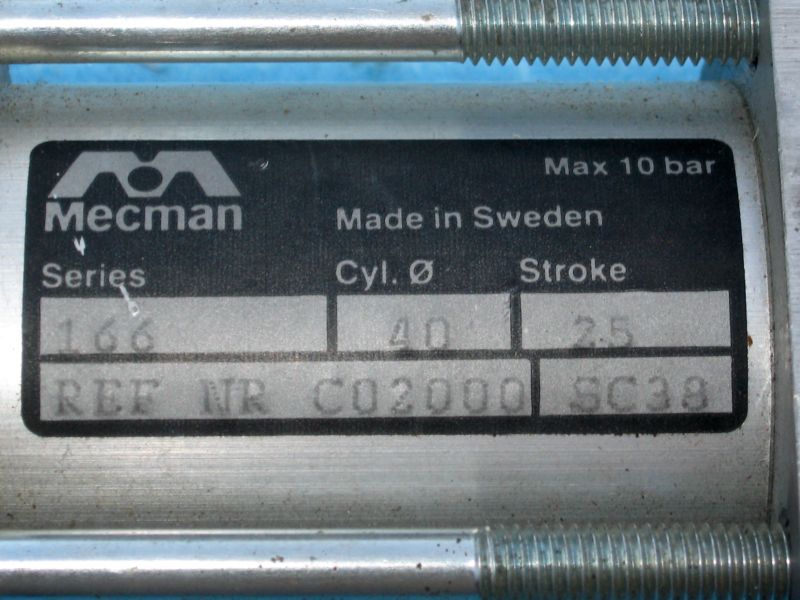 Max 10 bar
Mecman
Made in Sweden
Series Cyl. Ø Stroke
166 40 25
REF NR C02000 SC38